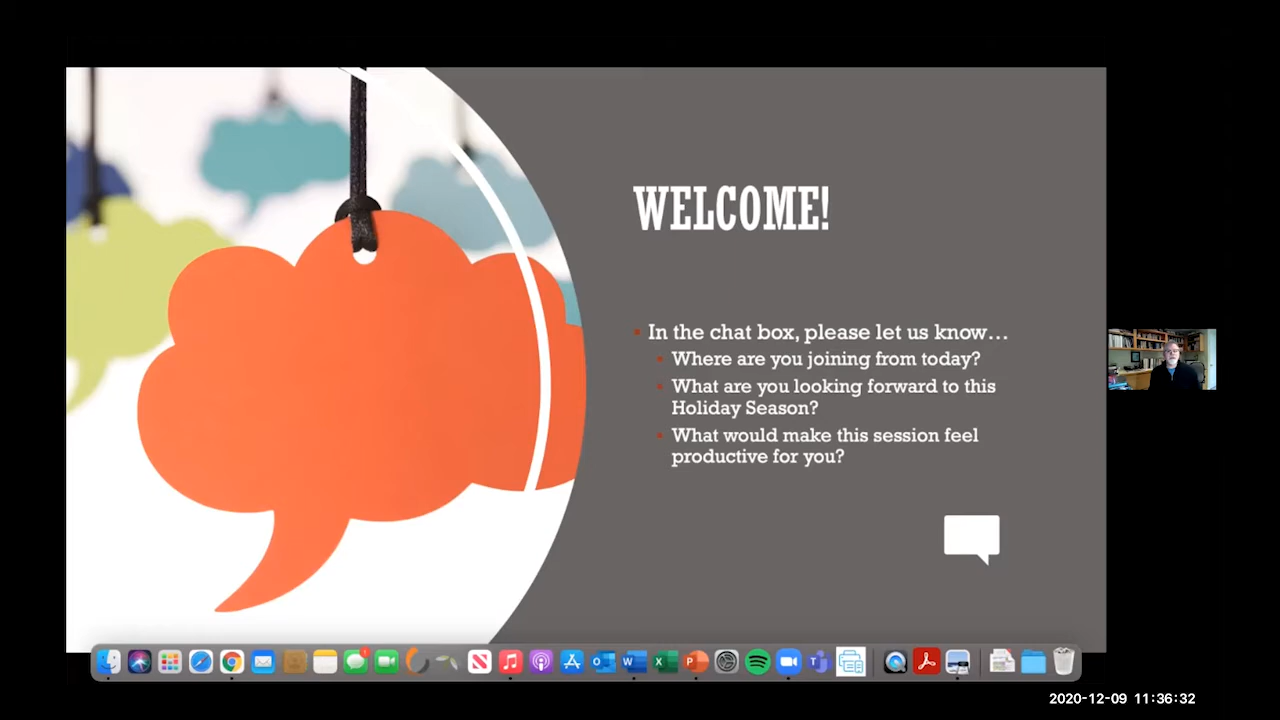 WELCOME!
In the chat box, please let us know…
Where are you joining from today?
What are you looking forward to this
Holiday Season?
What would make this session feel
productive for you?
2020-12-09 11:36:32